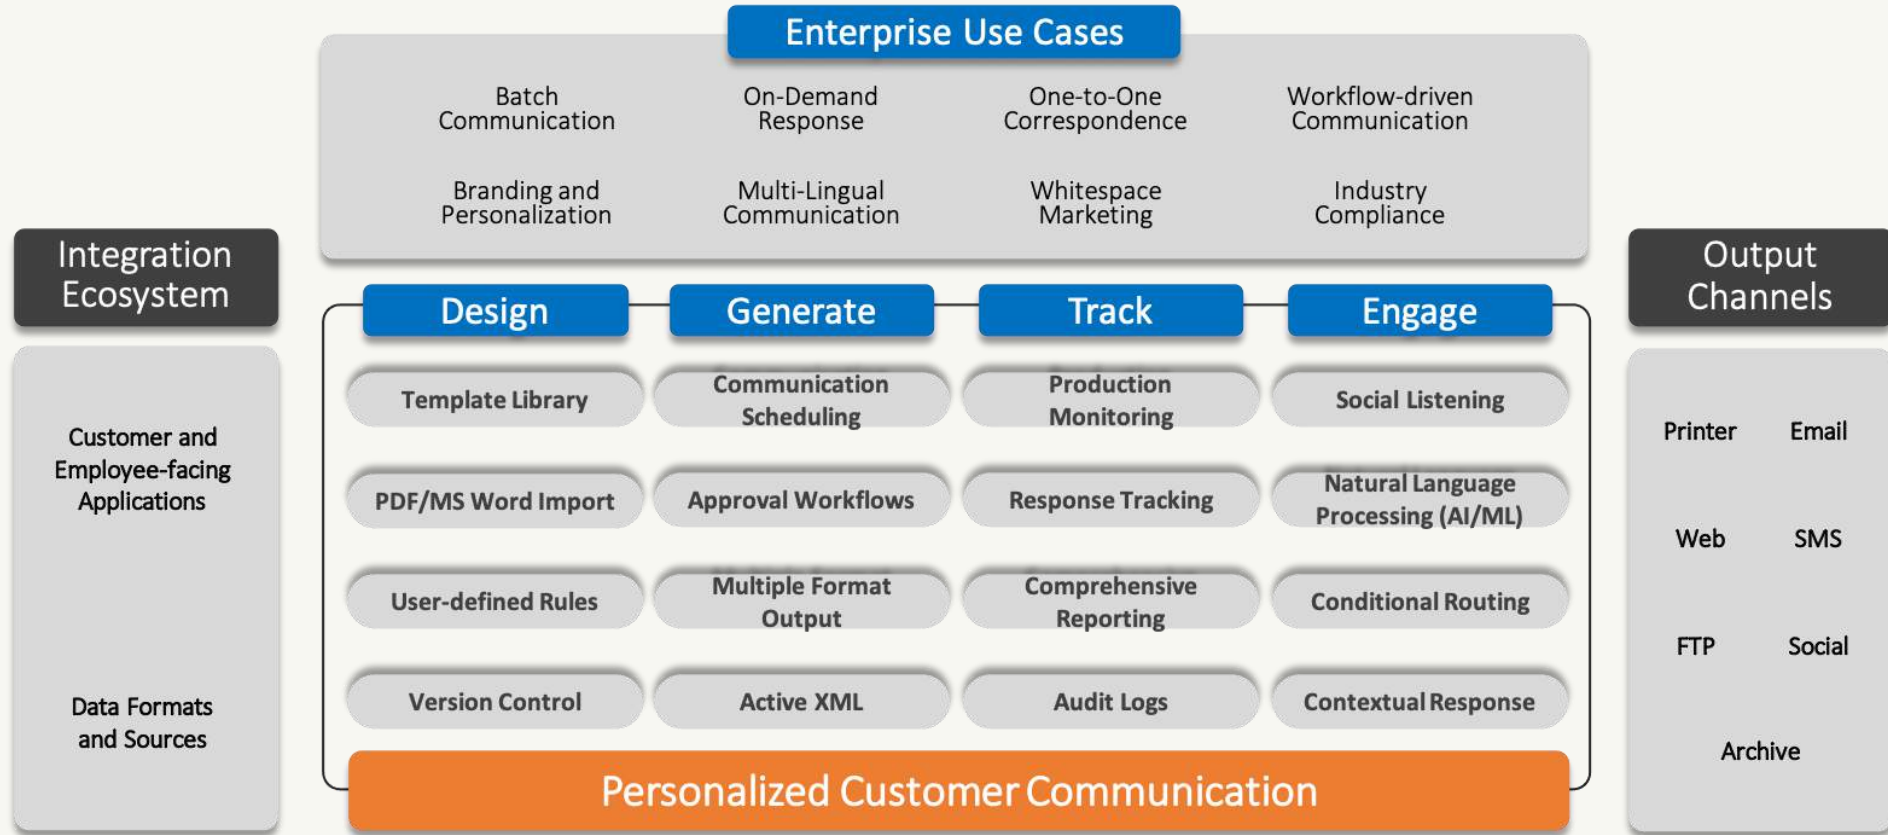 Enterprise Use Cases
Batch
Communication
On-Demand
Response
One-to-One
Correspondence
Workflow-driven
Communication
Branding and
Personalization
Multi-Lingual
Communication
Whitespace
Marketing
Industry
Compliance
Integration
Ecosystem
Customer and
Employee-facing
Applications
Data Formats
and Sources
Design
Template Library
PDF/MS Word Import
User-defined Rules
Version Control
Generate
Communication
Scheduling
Approval Workflows
Multiple Format
Output
Active XML
Track
Production
Monitoring
Response Tracking
Comprehensive
Reporting
Audit Logs
Engage
Social Listening
Natural Language
Processing (AI/ML)
Conditional Routing
Contextual Response
Personalized Customer Communication
Output
Channels
Printer
Email
Web
SMS
FTP
Social
Archive